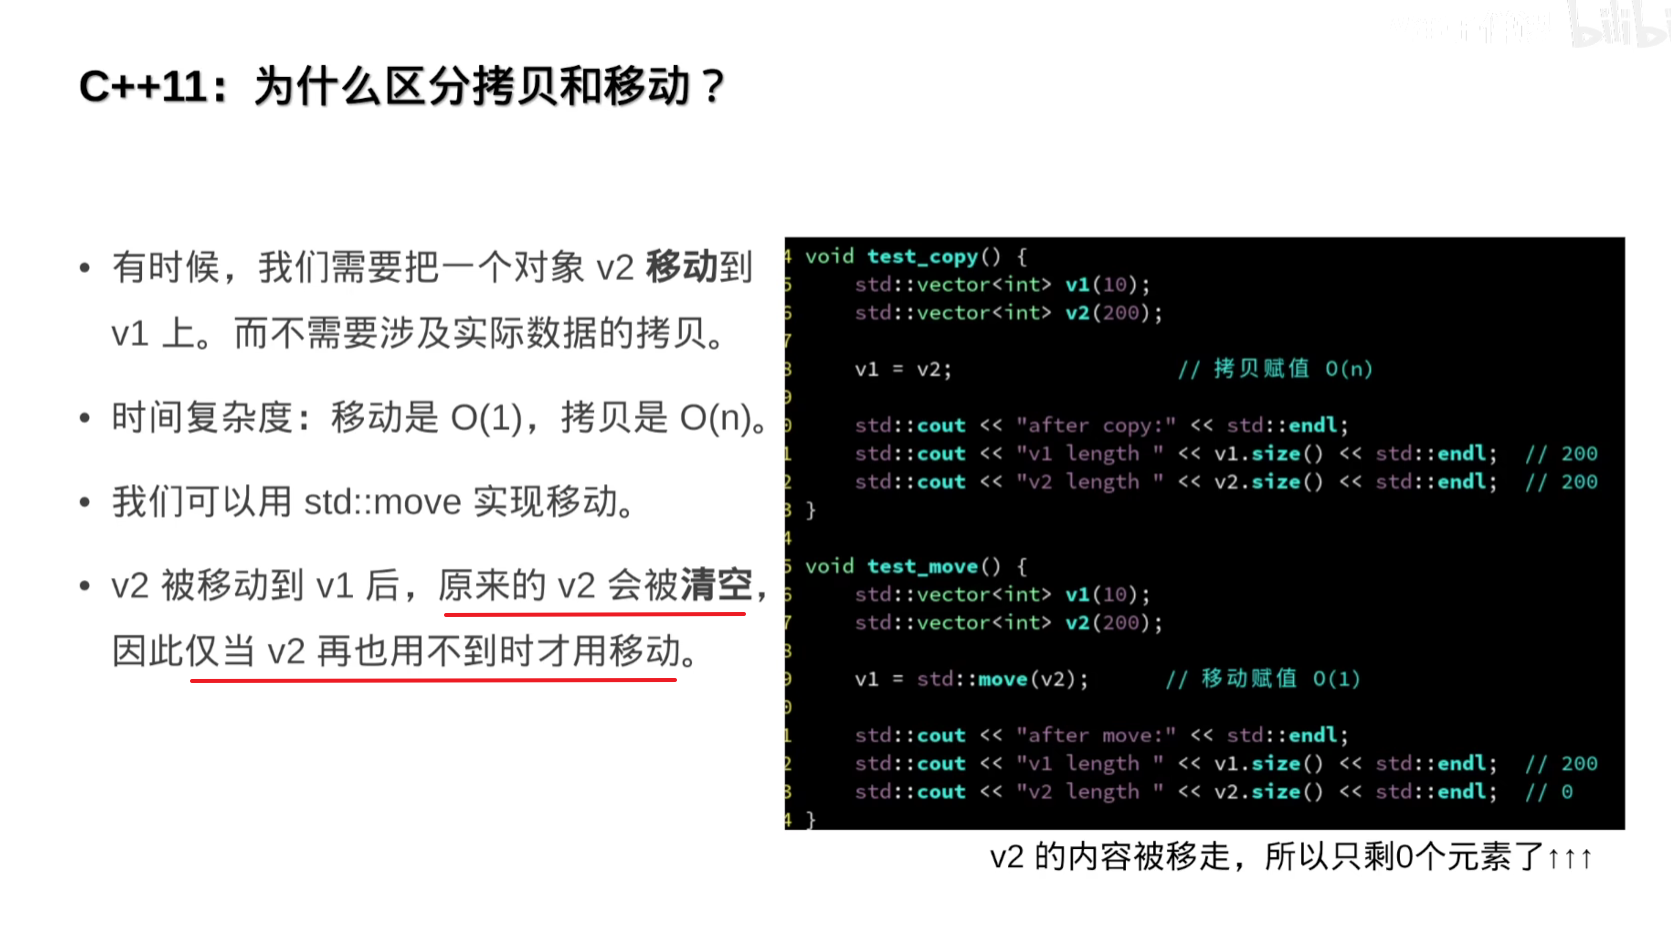 C++11：为什么区分拷贝和移动？
• 有时候，我们需要把一个对象 v2 移动到
v1 上。而不需要涉及实际数据的拷贝。
• 时间复杂度：移动是 O(1)，拷贝是 O(n)。
• 我们可以用 std::move 实现移动。
• v2 被移动到 v1 后，原来的 v2 会被清空，
因此仅当 v2 再也用不到时才用移动。
4 void test_copy() {
5 std::vector<int> v1(10);
6 std::vector<int> v2(200);
7
8 v1 = v2; // 拷贝赋值 O(n)
9
0 std::cout << "after copy:" << std::endl;
1 std::cout << "v1 length " << v1.size() << std::endl; // 200
2 std::cout << "v2 length " << v2.size() << std::endl; // 200
3 }
4
5 void test_move() {
6 std::vector<int> v1(10);
7 std::vector<int> v2(200);
8
9 v1 = std::move(v2); // 移动赋值 O(1)
0
1 std::cout << "after move:" << std::endl;
2 std::cout << "v1 length " << v1.size() << std::endl; // 200
3 std::cout << "v2 length " << v2.size() << std::endl; // 0
4 }
v2 的内容被移走，所以只剩0个元素了↑↑↑